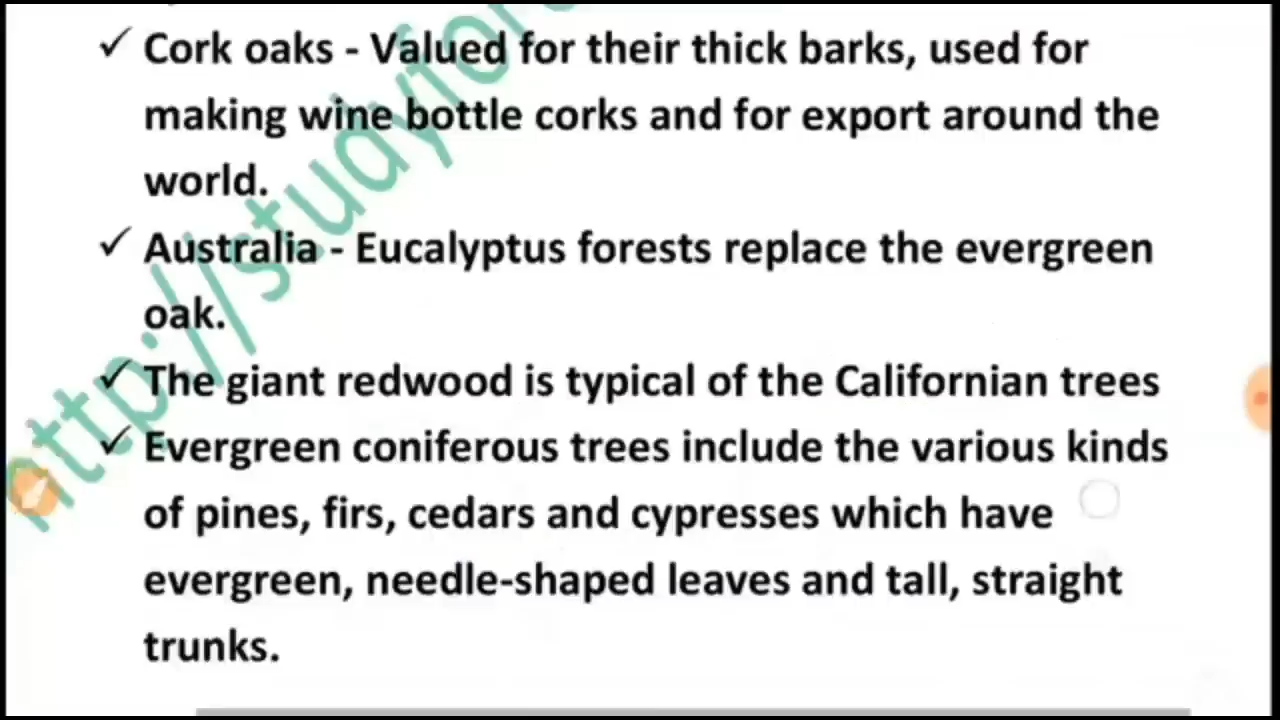 ✓ Cork oaks - Valued for their thick barks, used for
making wine bottle corks and for export around the
world.
✓ Australia - Eucalyptus forests replace the evergreen
oak.
✓ The giant redwood is typical of the Californian trees
✓ Evergreen coniferous trees include the various kinds
of pines, firs, cedars and cypresses which have
evergreen, needle-shaped leaves and tall, straight
trunks.
http://studyfor